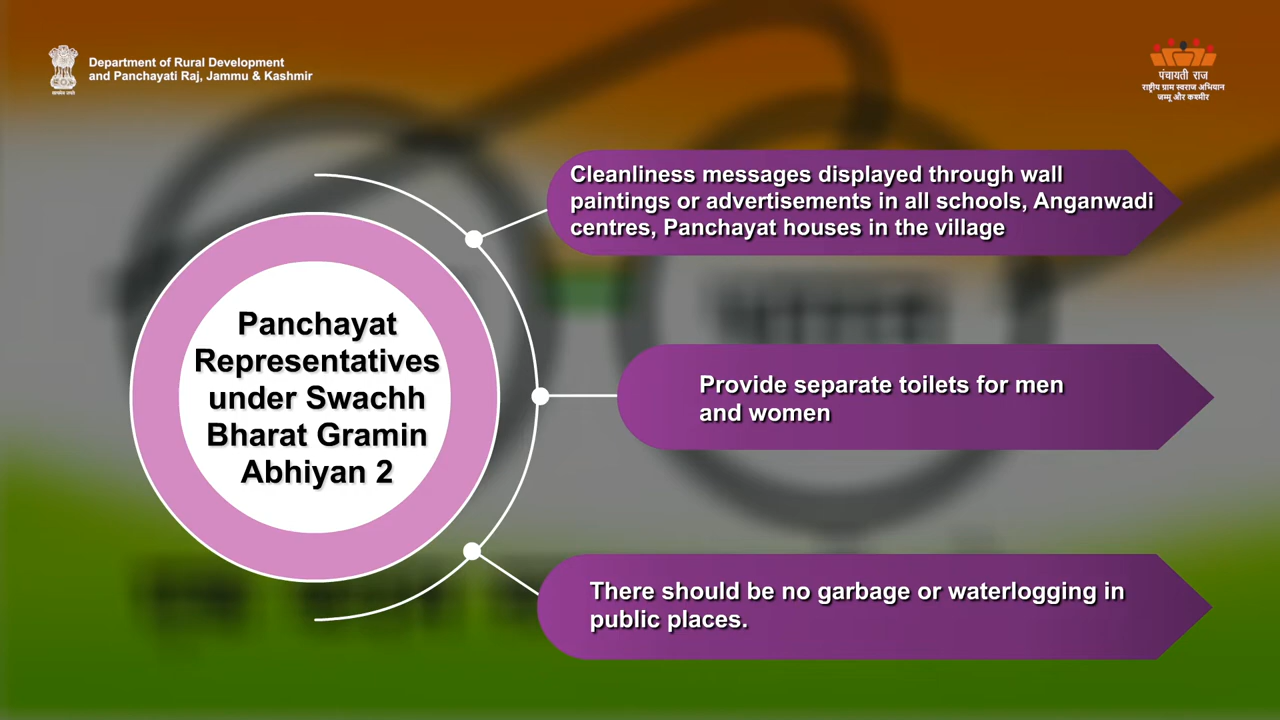 Department of Rural Development
and Panchayati Raj, Jammu & Kashmir
पंचायती राज
राष्ट्रीय ग्राम स्वराज अभियान
जम्मू और कश्मीर
Panchayat
Representatives
under Swachh
Bharat Gramin
Abhiyan 2
Cleanliness messages displayed through wall
paintings or advertisements in all schools, Anganwadi
centres, Panchayat houses in the village
Provide separate toilets for men
and women
There should be no garbage or waterlogging in
public places.